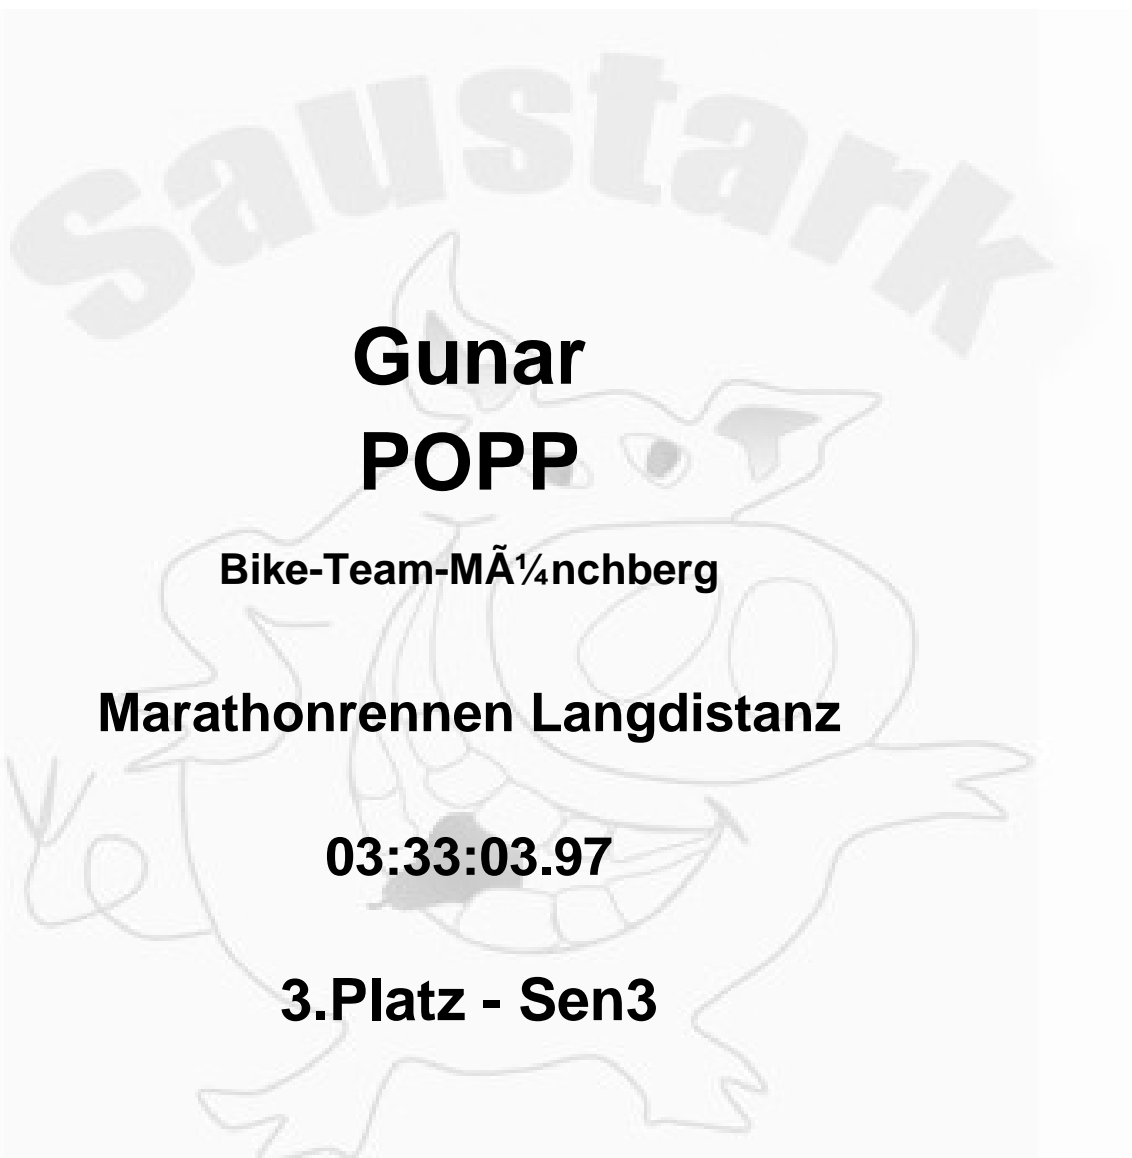 Saustark
Gunar
POPP
Bike-Team-MÃ¼nchberg
Marathonrennen Langdistanz
03:33:03.97
3.Platz - Sen3